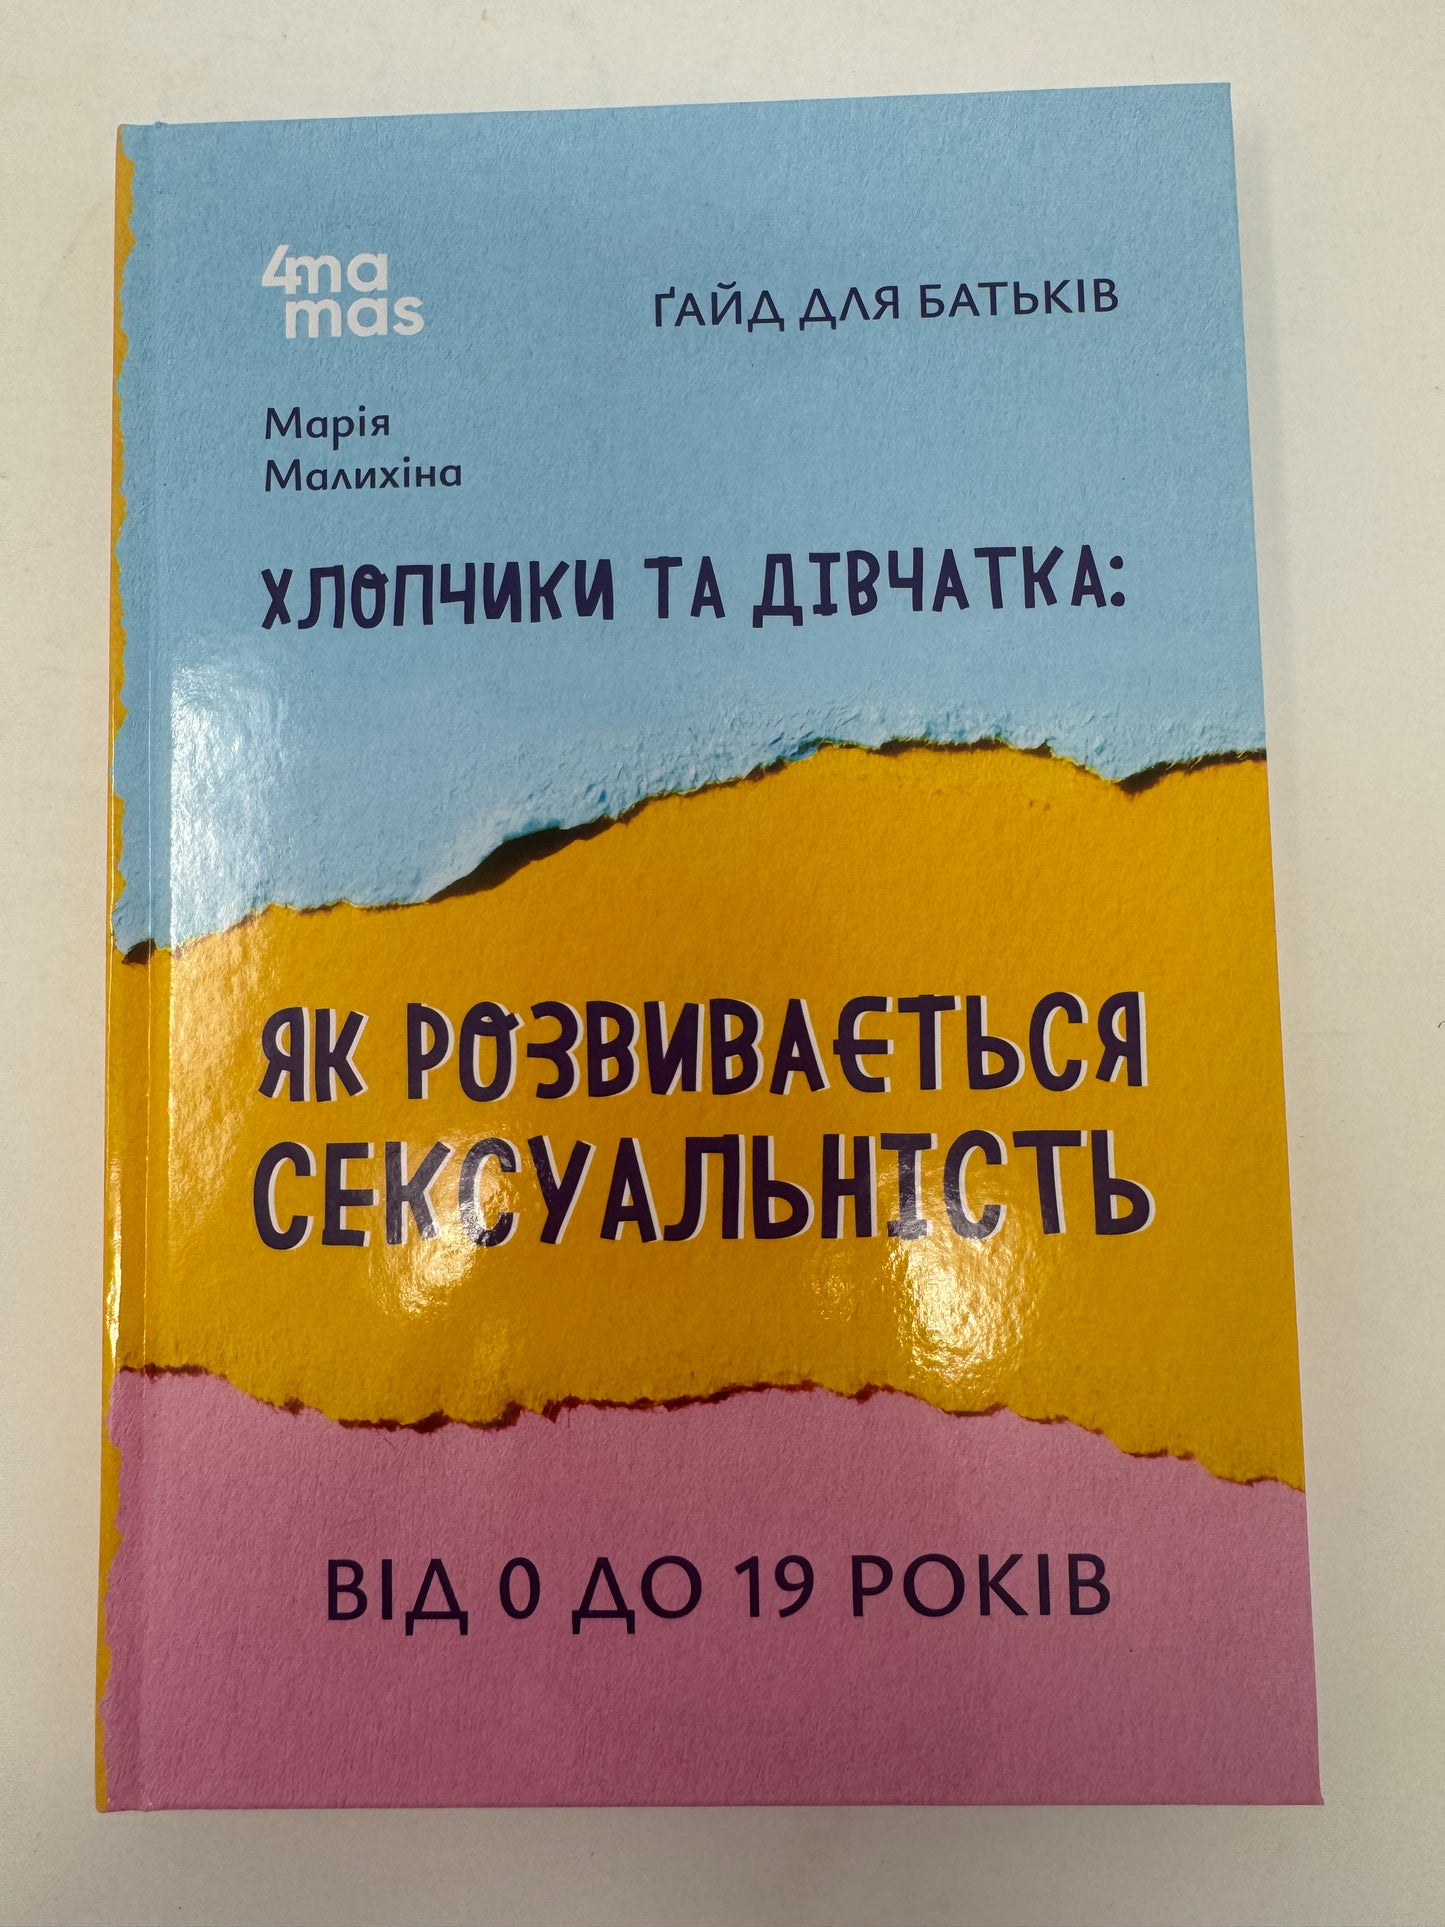 4ma
mas
ҐАЙД ДЛЯ БАТЬКІВ
Марія
Малихіна
ХЛОПЧИКИ ТА ДІВЧАТКА:
ЯК РОЗВИВАЄТЬСЯ
СЕКСУАЛЬНІСТЬ
ВІД 0 ДО 19 РОКІВ